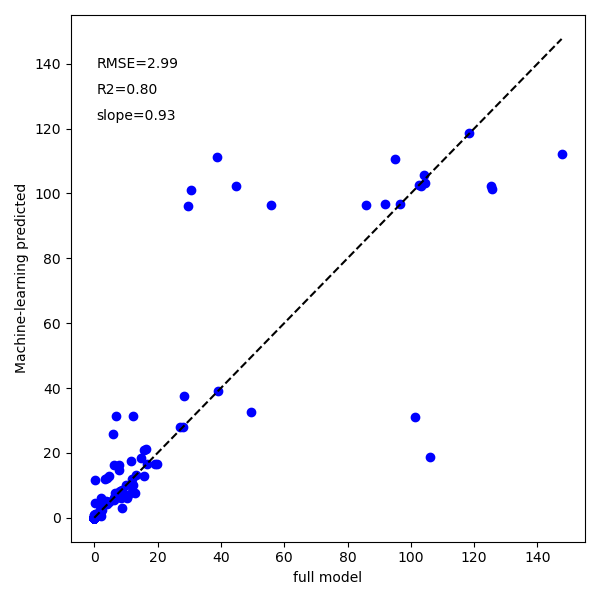 RMSE=2.99
R2=0.80
slope=0.93
Machine-learning predicted
140
120
100
80
60
40
20
0
0 20 40 60 80 100 120 140
full model